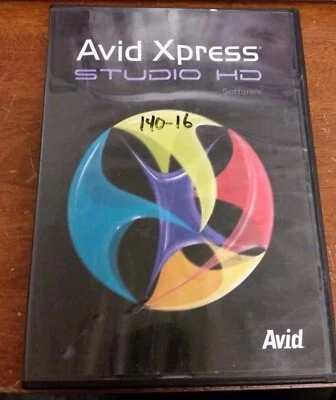 Avid Xpress®
STUDIO HD
Software
140-16
Avid